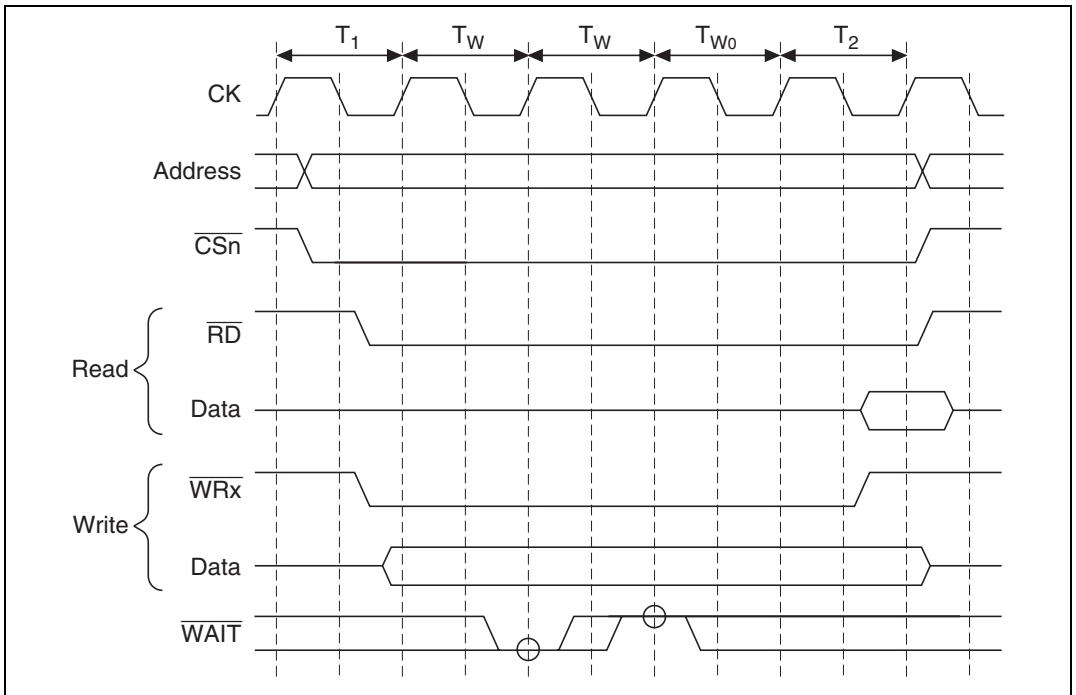 T1 TW TW TW0 T2
CK
Address
CSn
RD
Read
Data
WRx
Write
Data
WAIT